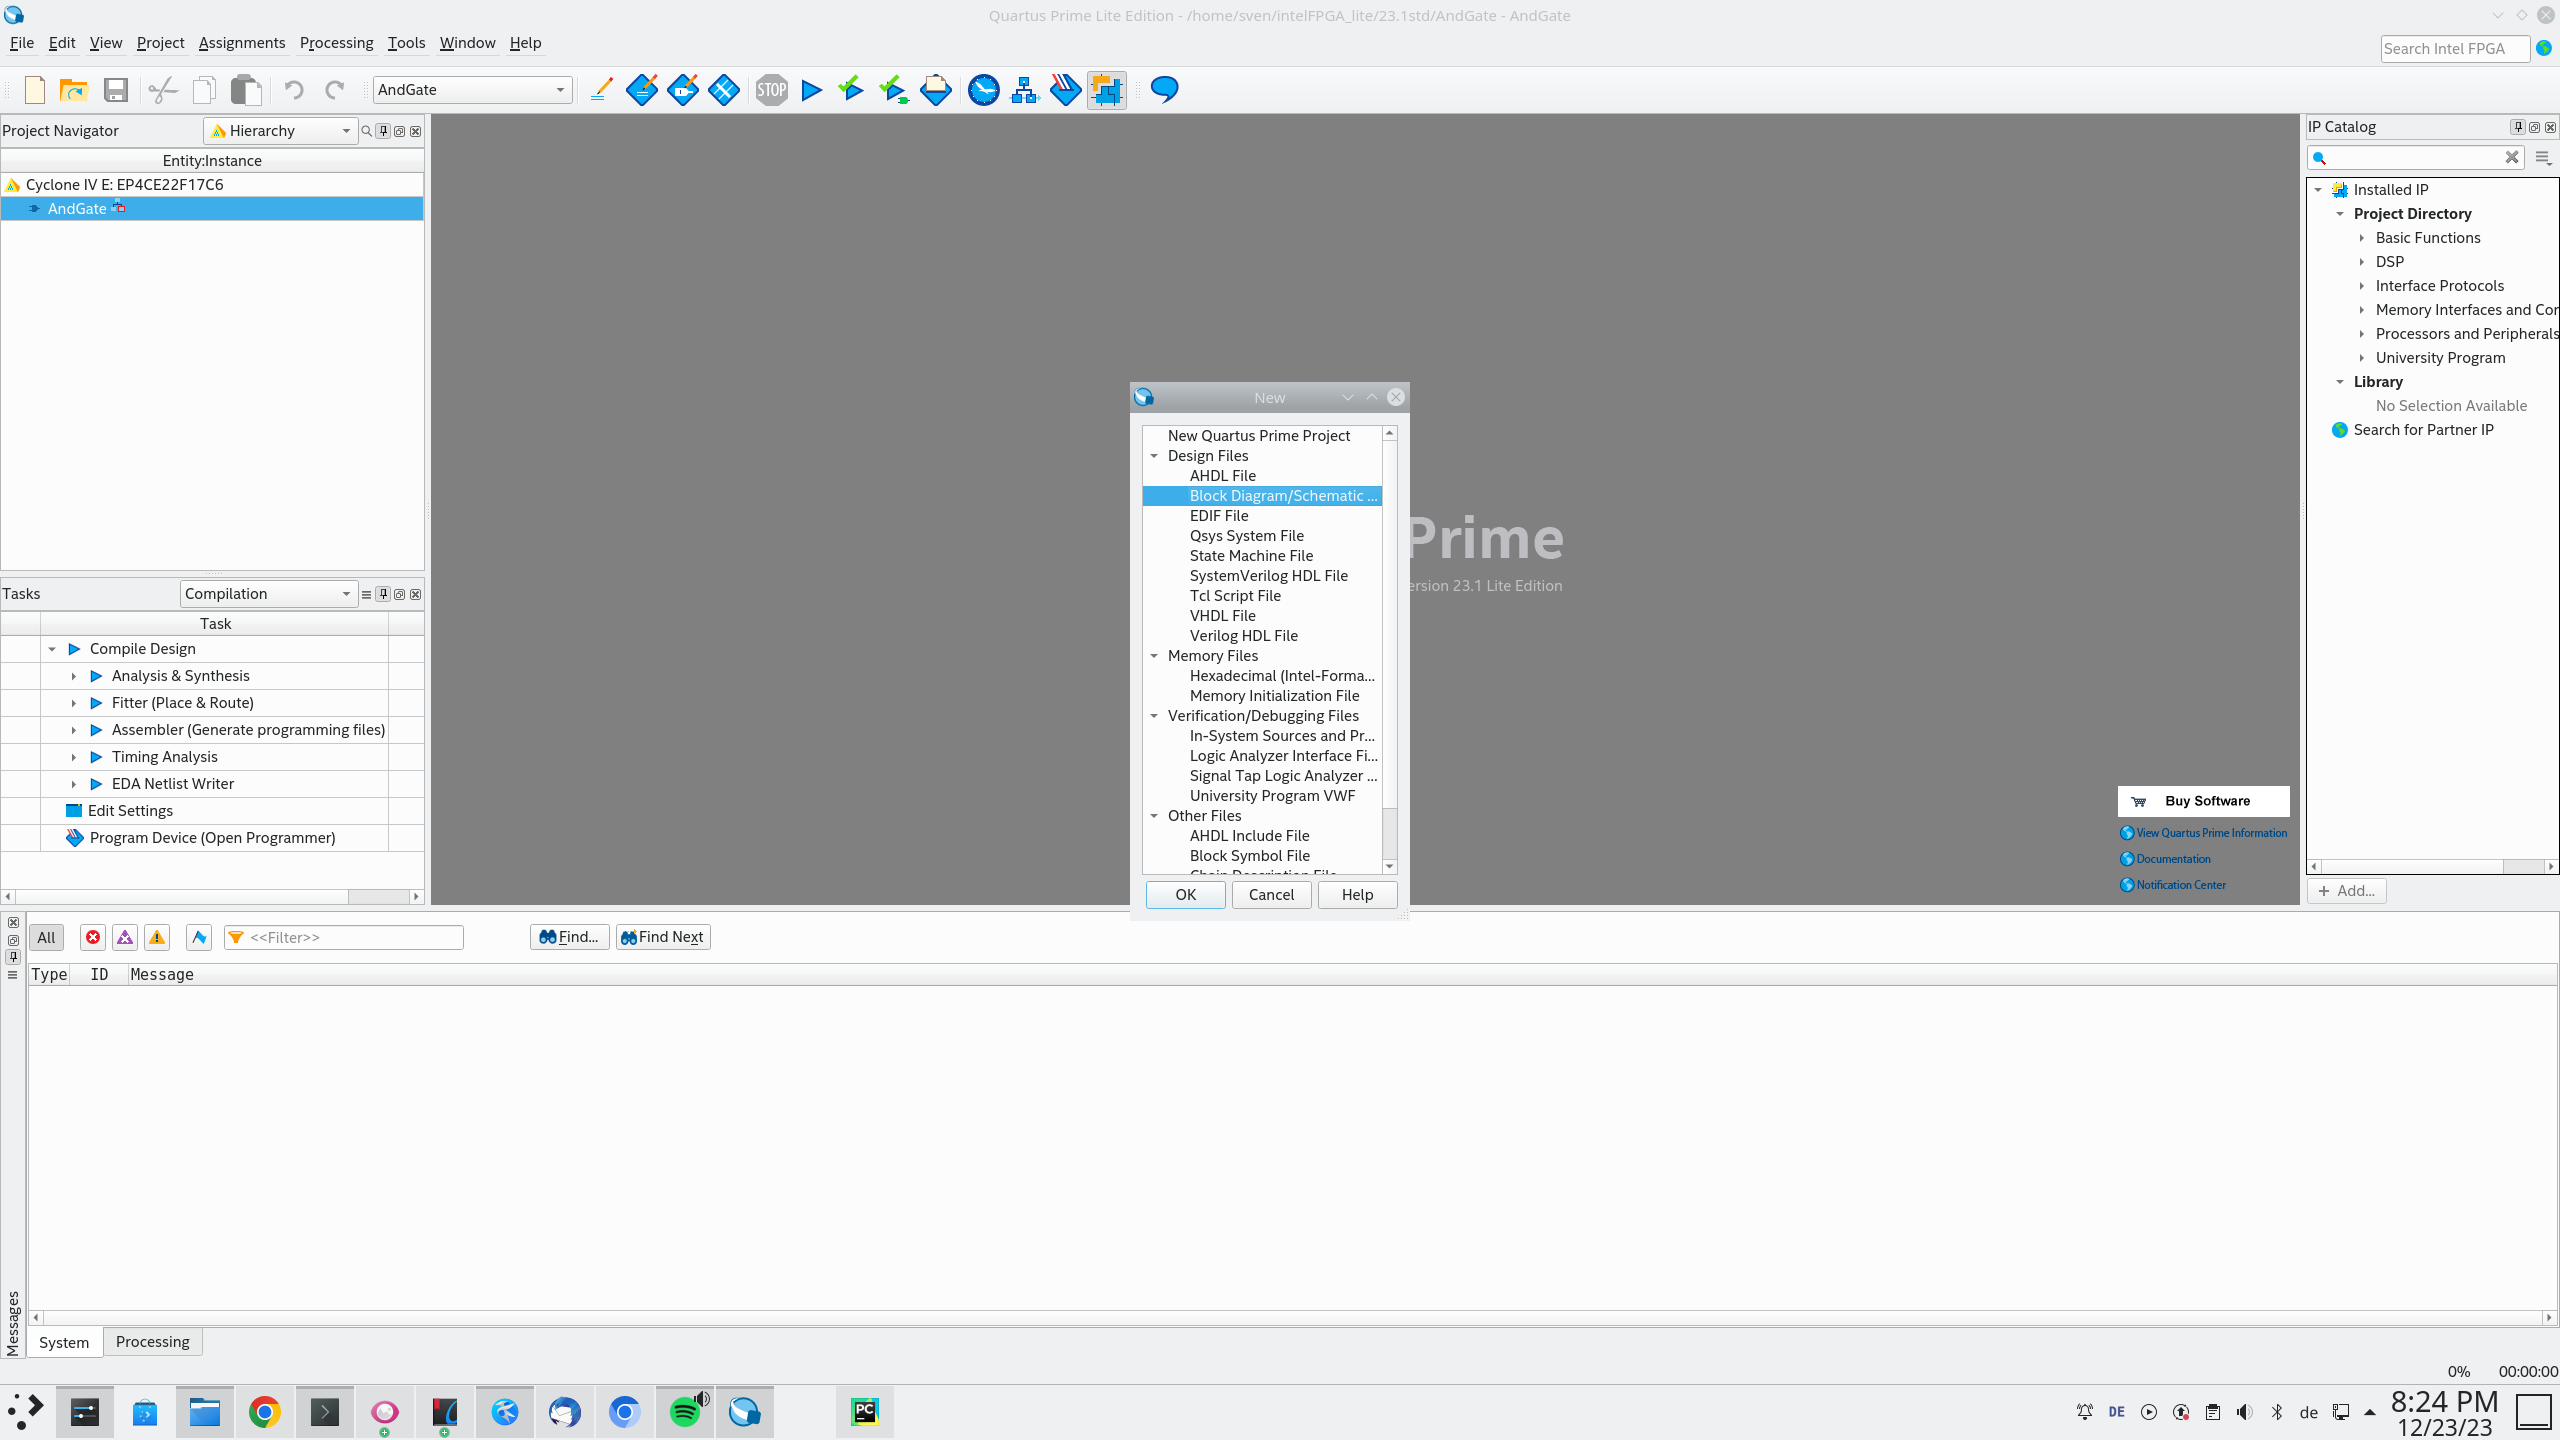 Quartus Prime Lite Edition - /home/sven/intelFPGA_lite/23.1std/AndGate - AndGate
File Edit View Project Assignments Processing Tools Window Help
Search Intel FPGA
AndGate
STOP
Project Navigator
Hierarchy
Entity:Instance
Cyclone IV E: EP4CE22F17C6
AndGate
Tasks
Compilation
Task
Compile Design
Analysis & Synthesis
Fitter (Place & Route)
Assembler (Generate programming files)
Timing Analysis
EDA Netlist Writer
Edit Settings
Program Device (Open Programmer)
Prime
ersion 23.1 Lite Edition
New
New Quartus Prime Project
Design Files
AHDL File
Block Diagram/Schematic ...
EDIF File
Qsys System File
State Machine File
SystemVerilog HDL File
Tcl Script File
VHDL File
Verilog HDL File
Memory Files
Hexadecimal (Intel-Forma...
Memory Initialization File
Verification/Debugging Files
In-System Sources and Pr...
Logic Analyzer Interface Fi...
Signal Tap Logic Analyzer ...
University Program VWF
Other Files
AHDL Include File
Block Symbol File
Chain Description File
OK Cancel Help
Buy Software
View Quartus Prime Information
Documentation
Notification Center
IP Catalog
Installed IP
Project Directory
Basic Functions
DSP
Interface Protocols
Memory Interfaces and Cor
Processors and Peripherals
University Program
Library
No Selection Available
Search for Partner IP
+ Add...
All
<<Filter>>
Find...
Find Next
Type ID Message
Messages
System Processing
0% 00:00:00
PC
DE
de
8:24 PM
12/23/23